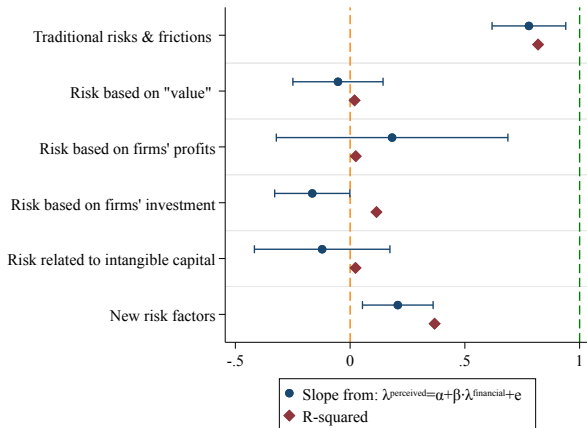 Traditional risks & frictions
Risk based on "value"
Risk based on firms' profits
Risk based on firms' investment
Risk related to intangible capital
New risk factors
-.5 0 .5 1
Slope from: λᵖᵉʳᶜᵉⁱᵛᵉᵈ=α+β·λᶠⁱⁿᵃⁿᶜⁱᵃˡ+e
R-squared